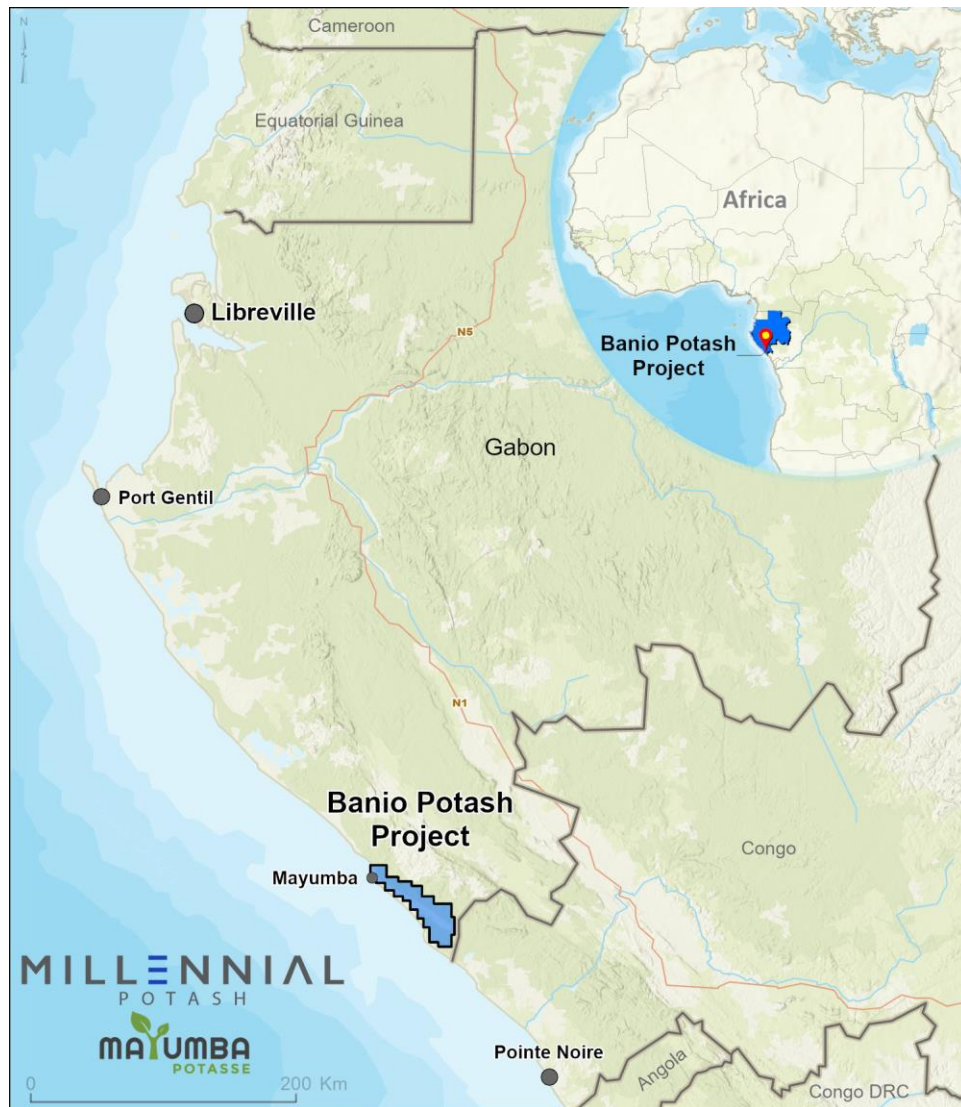 N
Cameroon
Equatorial Guinea
Africa
Libreville
N5
Banio Potash
Project
Gabon
Port Gentil
N1
Banio Potash
Project
Congo
Mayumba
MILLENNIAL
POTASH
MAYUMBA
POTASSE
Pointe Noire
Angola
Congo DRC
0 200 Km